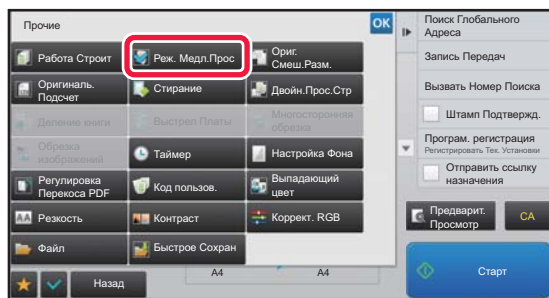 Прочие
OK
Работа Строит
Реж. Медл.Прос
Ориг.
Смеш.Разм.
Оригиналь.
Подсчет
Стирание
Двойн.Прос.Стр
Деление книги
Выстрел Платы
Многосторонняя
обрезка
Обрезка
изображений
Таймер
Настройка Фона
Регулировка
Перекоса PDF
Код пользов.
Выпадающий
цвет
AA
Резкость
Контраст
Коррект. RGB
Файл
Быстрое Сохран
Назад
A4
A4
Поиск Глобального
Адреса
Запись Передач
Вызвать Номер Поиска
Штамп Подтвержд.
Програм. регистрация
Регистрировать Тек. Установки
Отправить ссылку
назначения
Предварит.
Просмотр
CA
Старт